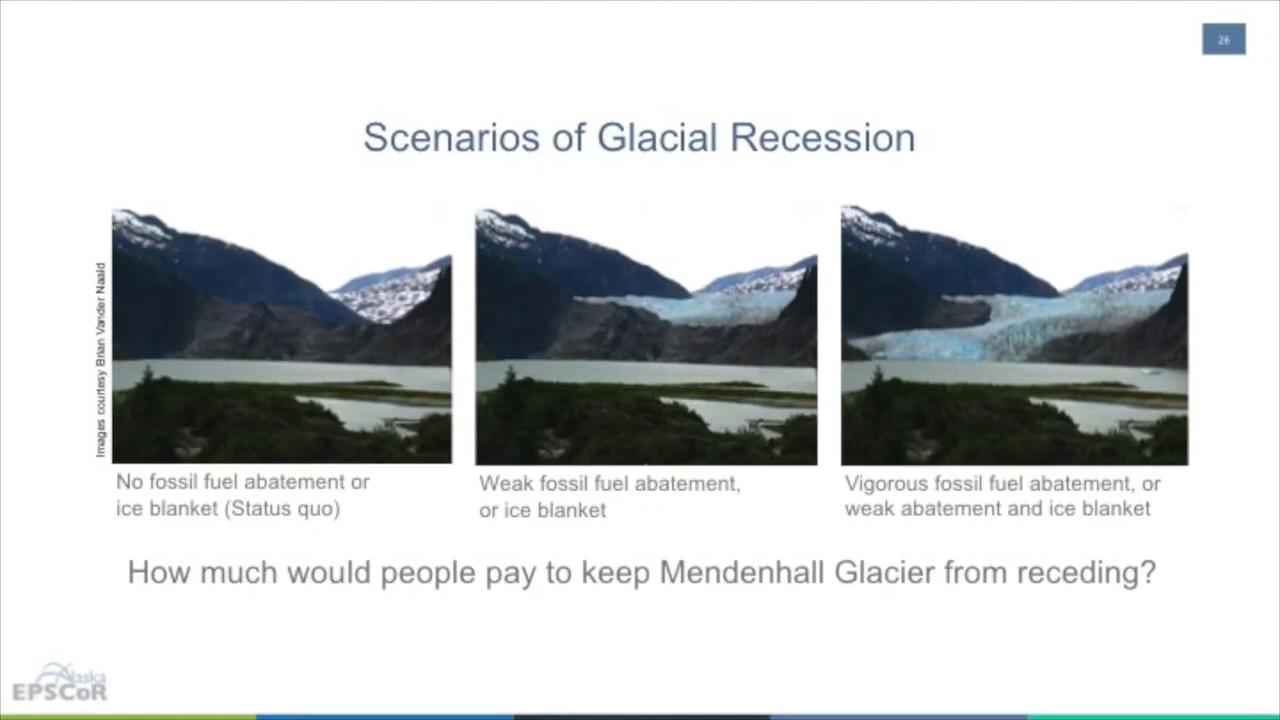 26
Scenarios of Glacial Recession
Images courtesy Brian Vander Naald
No fossil fuel abatement or
ice blanket (Status quo)
Weak fossil fuel abatement,
or ice blanket
Vigorous fossil fuel abatement, or
weak abatement and ice blanket
How much would people pay to keep Mendenhall Glacier from receding?
Alaska
EPSCoR